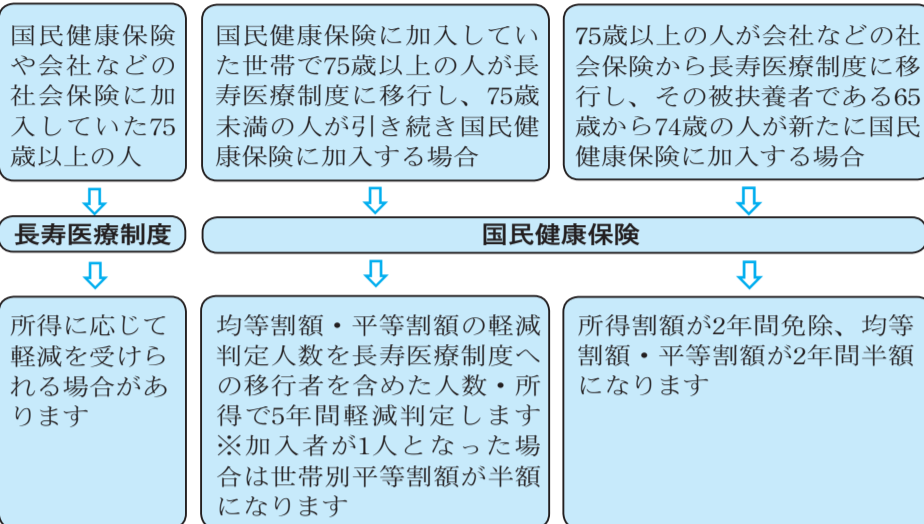 国民健康保険
や会社などの
社会保険に加
入していた75
歳以上の人
国民健康保険に加入してい
た世帯で75歳以上の人が長
寿医療制度に移行し、75歳
未満の人が引き続き国民健
康保険に加入する場合
75歳以上の人が会社などの社
会保険から長寿医療制度に移
行し、その被扶養者である65
歳から74歳の人が新たに国民
健康保険に加入する場合
長寿医療制度
国民健康保険
所得に応じて
軽減を受けら
れる場合があ
ります
均等割額・平等割額の軽減
判定人数を長寿医療制度へ
の移行者を含めた人数・所
得で5年間軽減判定します
※加入者が1人となった場
合は世帯別平等割額が半額
になります
所得割額が2年間免除、均等
割額・平等割額が2年間半額
になります